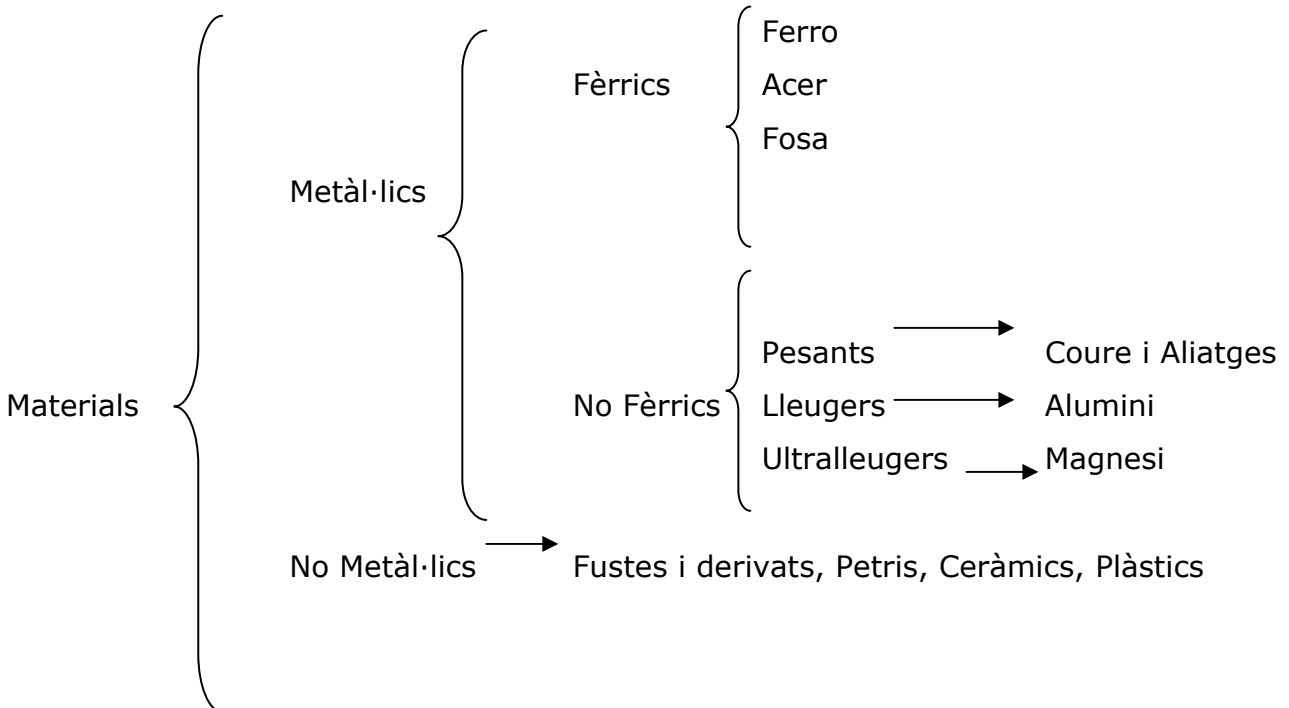 Ferro
Fèrrics Acer
Fosa
Metàl·lics
Pesants Coure i Aliatges
Materials No Fèrrics Lleugers Alumini
Ultralleugers Magnesi
No Metàl·lics Fustes i derivats, Petris, Ceràmics, Plàstics